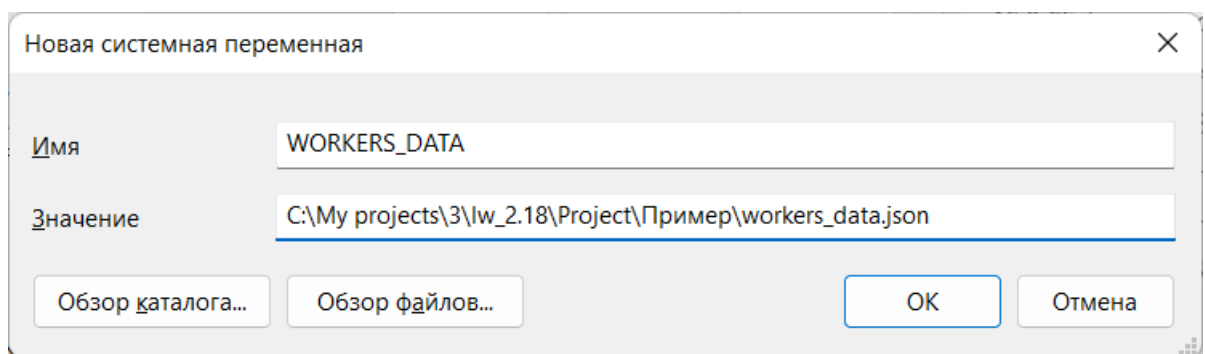 Новая системная переменная
Имя
WORKERS_DATA
Значение
C:\My projects\3\lw_2.18\Project\Пример\workers_data.json
Обзор каталога...
Обзор файлов...
OK
Отмена